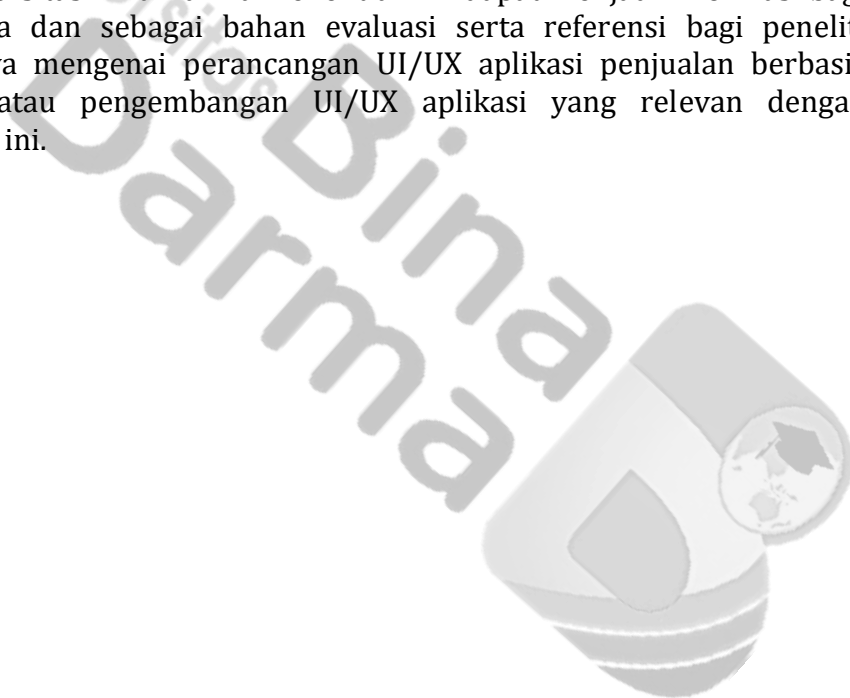 a dan sebagai bahan evaluasi serta referensi bagi penelit
a mengenai perancangan UI/UX aplikasi penjualan berbasi
atau pengembangan UI/UX aplikasi yang relevan denga
ini.
sitas Bina
Darma